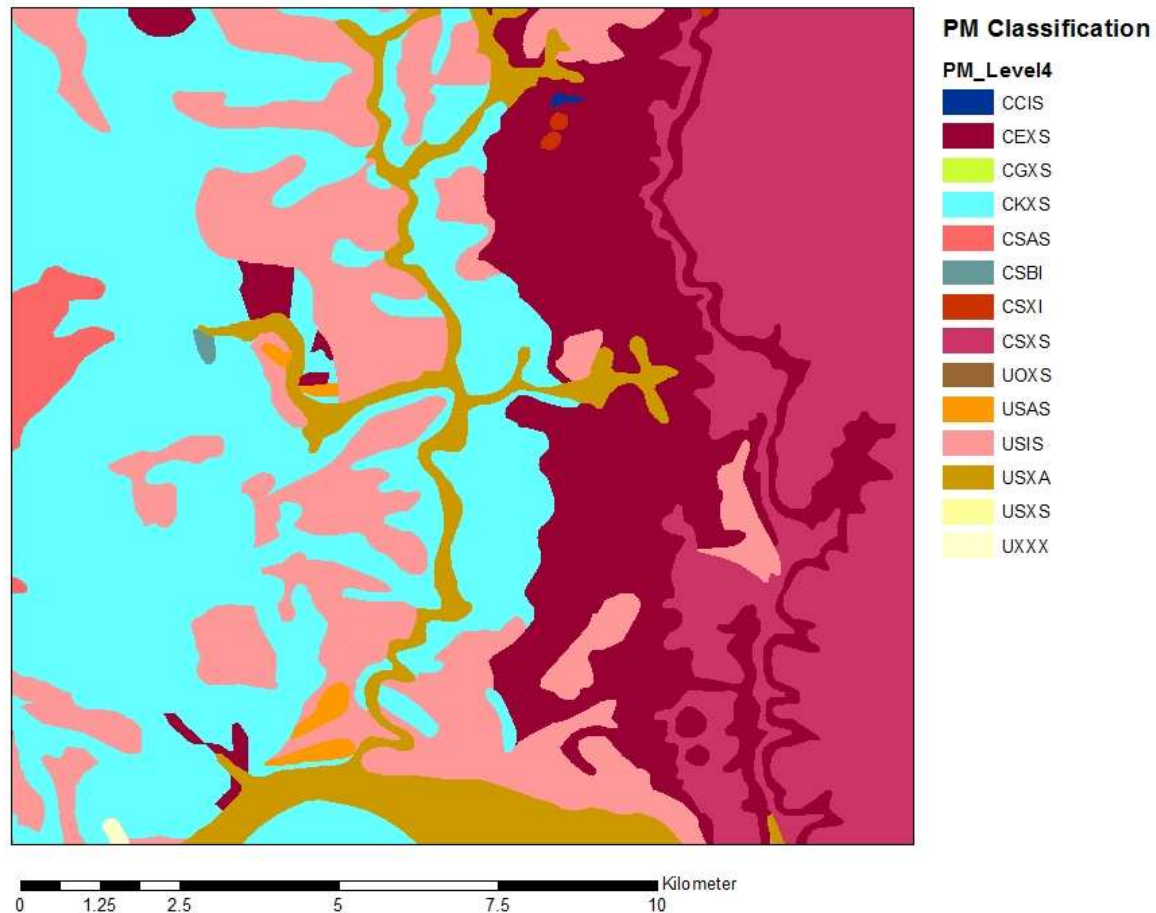 PM Classification
PM_Level4
CCIS
CEXS
CGXS
CKXS
CSAS
CSBI
CSXI
CSXS
UOXS
USAS
USIS
USXA
USXS
UXXX
Kilometer
0 1.25 2.5 5 7.5 10